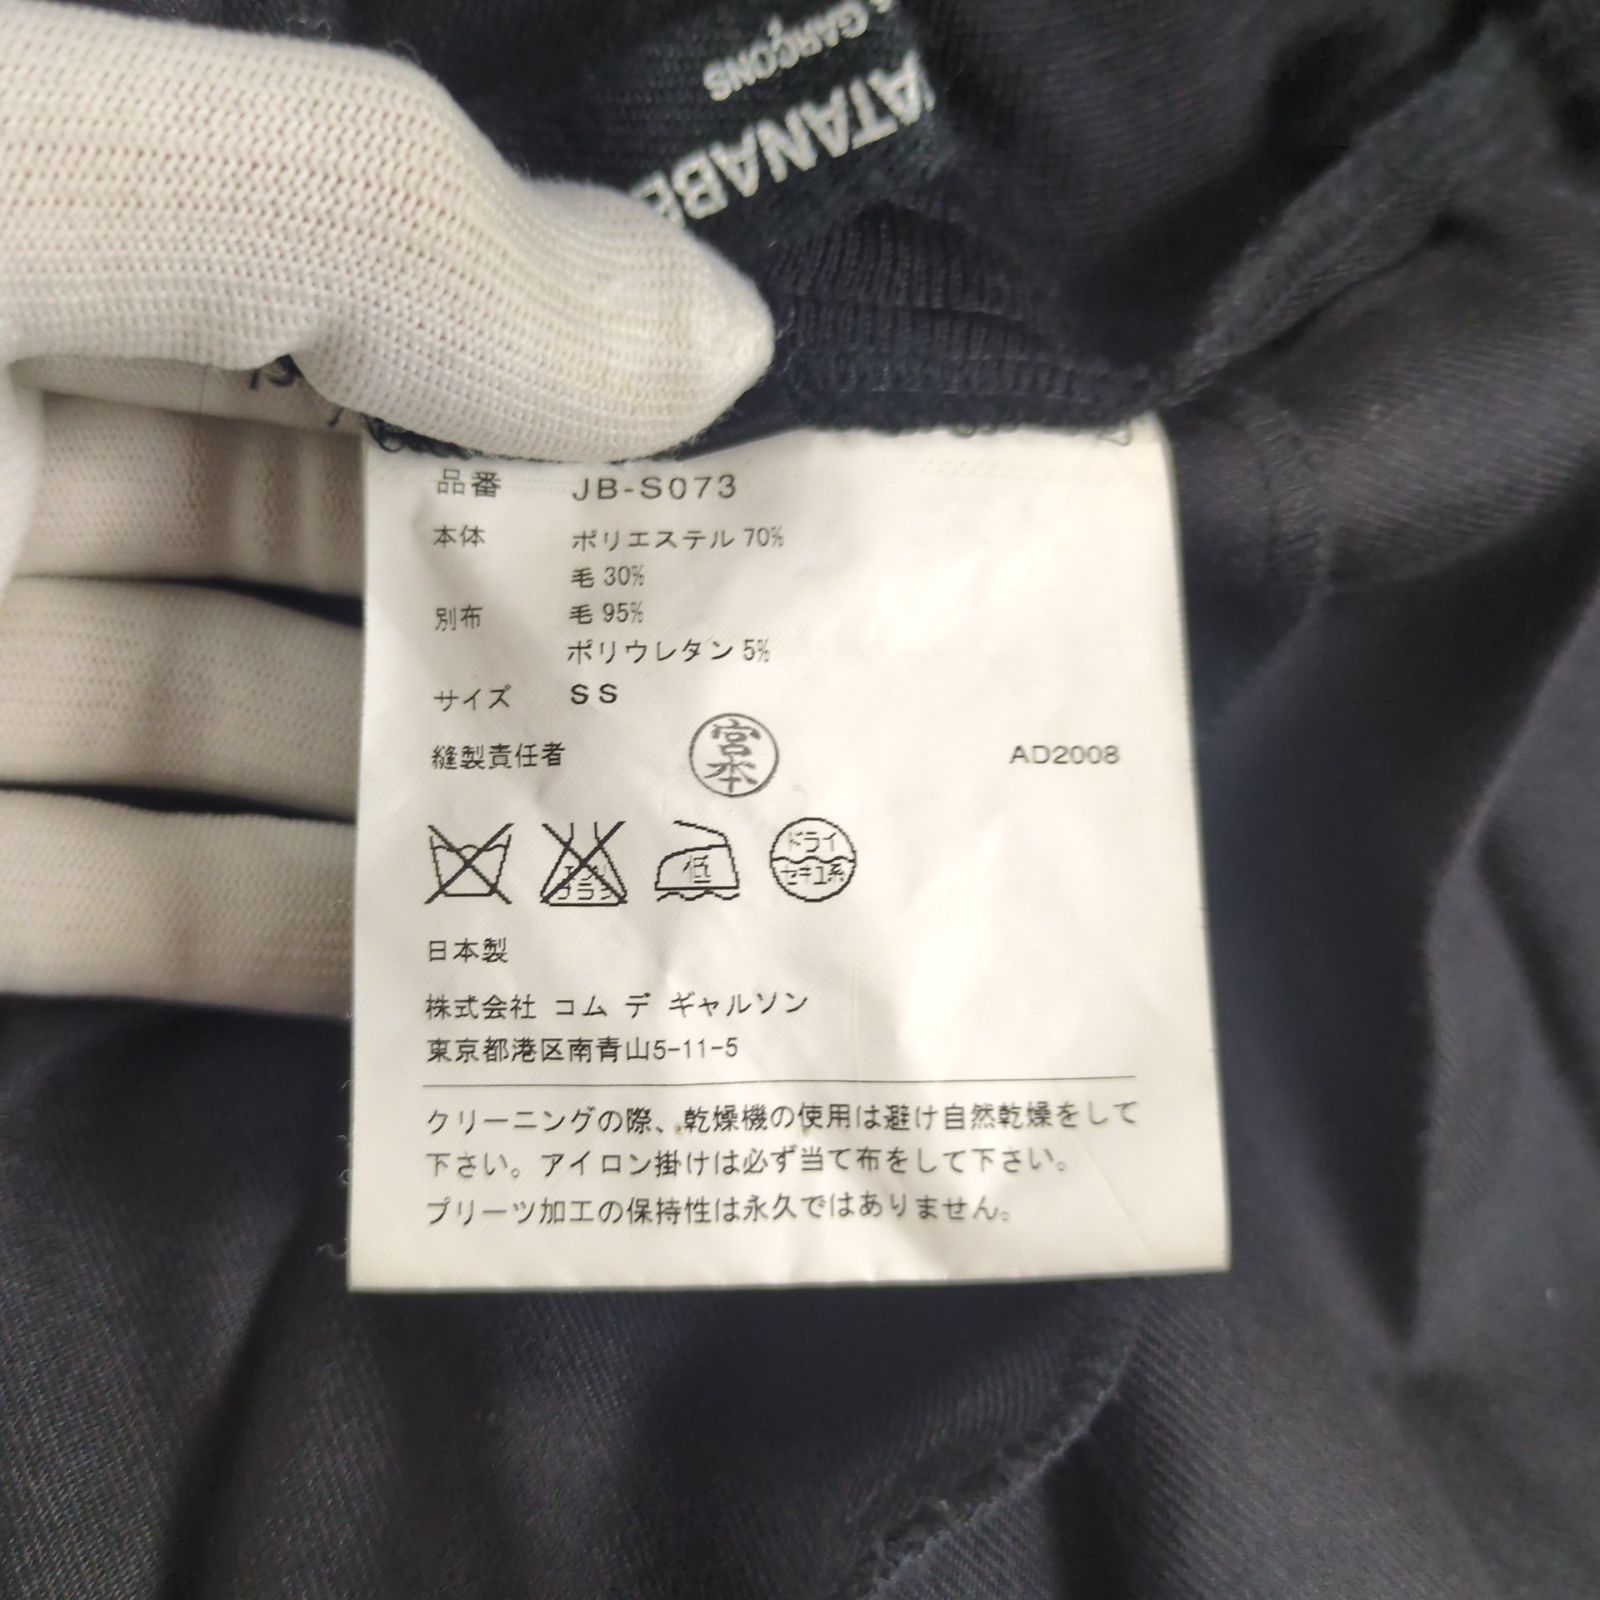 GARÇONS
ATANABE
品番 JB-S073
本体 ポリエステル 70%
毛 30%
別布 毛 95%
ポリウレタン 5%
サイズ SS
縫製責任者 宮本 AD2008
低 ドライ
セキユ系
日本製
株式会社 コム デ ギャルソン
東京都港区南青山5-11-5
クリーニングの際、乾燥機の使用は避け自然乾燥をして
下さい。アイロン掛けは必ず当て布をして下さい。
プリーツ加工の保持性は永久ではありません。